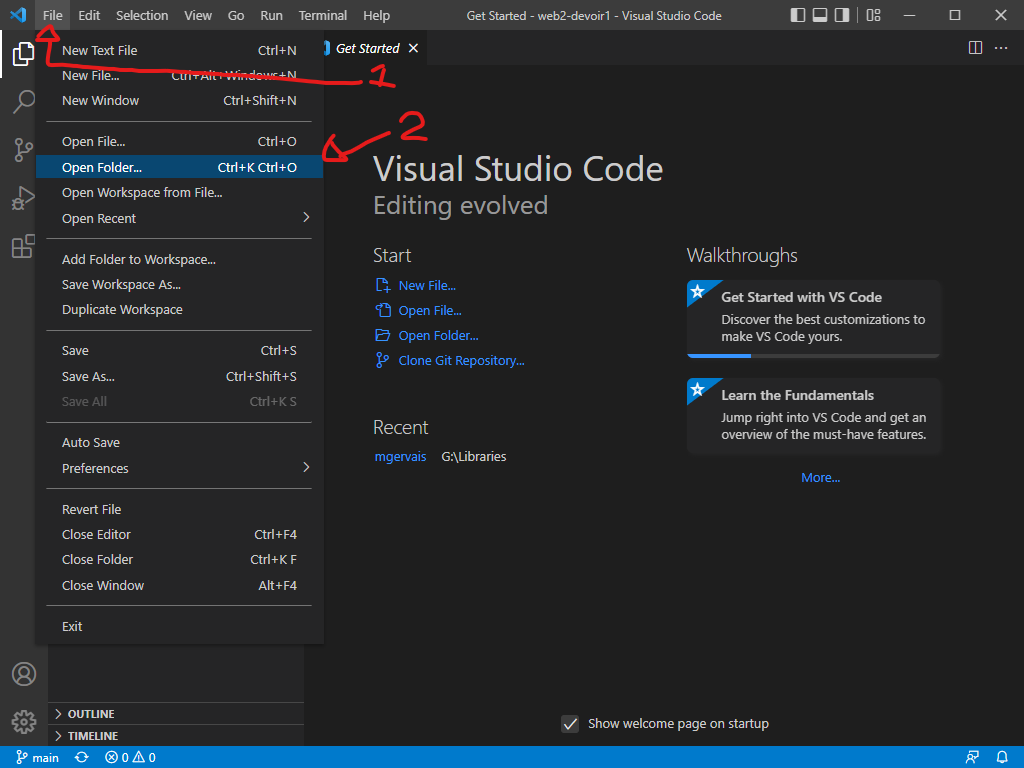 File Edit Selection View Go Run Terminal Help Get Started - web2-devoir1 - Visual Studio Code
Get Started
New Text File Ctrl+N
New File... Ctrl+Alt+Windows+N
1
New Window Ctrl+Shift+N
Open File... Ctrl+O
2
Open Folder... Ctrl+K Ctrl+O
Open Workspace from File...
Open Recent
Add Folder to Workspace...
Save Workspace As...
Duplicate Workspace
Save Ctrl+S
Save As... Ctrl+Shift+S
Save All Ctrl+K S
Auto Save
Preferences
Revert File
Close Editor Ctrl+F4
Close Folder Ctrl+K F
Close Window Alt+F4
Exit
Visual Studio Code
Editing evolved
Start
New File...
Open File...
Open Folder...
Clone Git Repository...
Recent
mgervais G:\Libraries
Walkthroughs
Get Started with VS Code
Discover the best customizations to
make VS Code yours.
Learn the Fundamentals
Jump right into VS Code and get an
overview of the must-have features.
More...
Show welcome page on startup
OUTLINE
TIMELINE
main 0 0